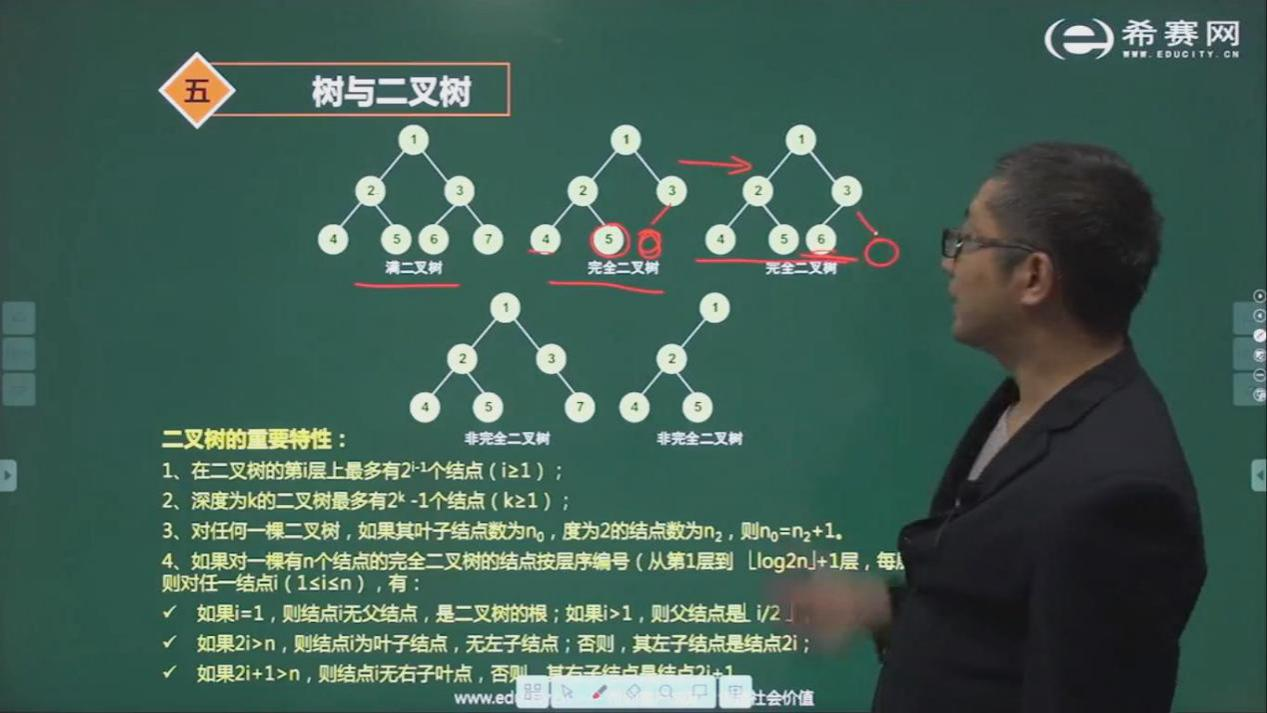 希赛网
WWW.EDUCITY.CN
五 树与二叉树
1 1 1
2 3 2 3 2 3
4 5 6 7 4 5 4 5 6
满二叉树 完全二叉树 完全二叉树
1 1
2 3 2
4 5 7 4 5
非完全二叉树 非完全二叉树
二叉树的重要特性：
1、在二叉树的第i层上最多有2^i-1个结点（i≥1）；
2、深度为k的二叉树最多有2^k -1个结点（k≥1）；
3、对任何一棵二叉树，如果其叶子结点数为n₀，度为2的结点数为n₂，则n₀=n₂+1。
4、如果对一棵有n个结点的完全二叉树的结点按层序编号（从第1层到 ⌊log2n⌋+1层，每
则对任一结点i（1≤i≤n），有：
✓ 如果i=1，则结点i无父结点，是二叉树的根；如果i>1，则父结点是⌊ i/2 ⌋
✓ 如果2i>n，则结点i为叶子结点，无左子结点；否则，其左子结点是结点2i；
✓ 如果2i+1>n，则结点i无右子叶点，否则，其右子结点是结点2i+1
www.edu 社会价值